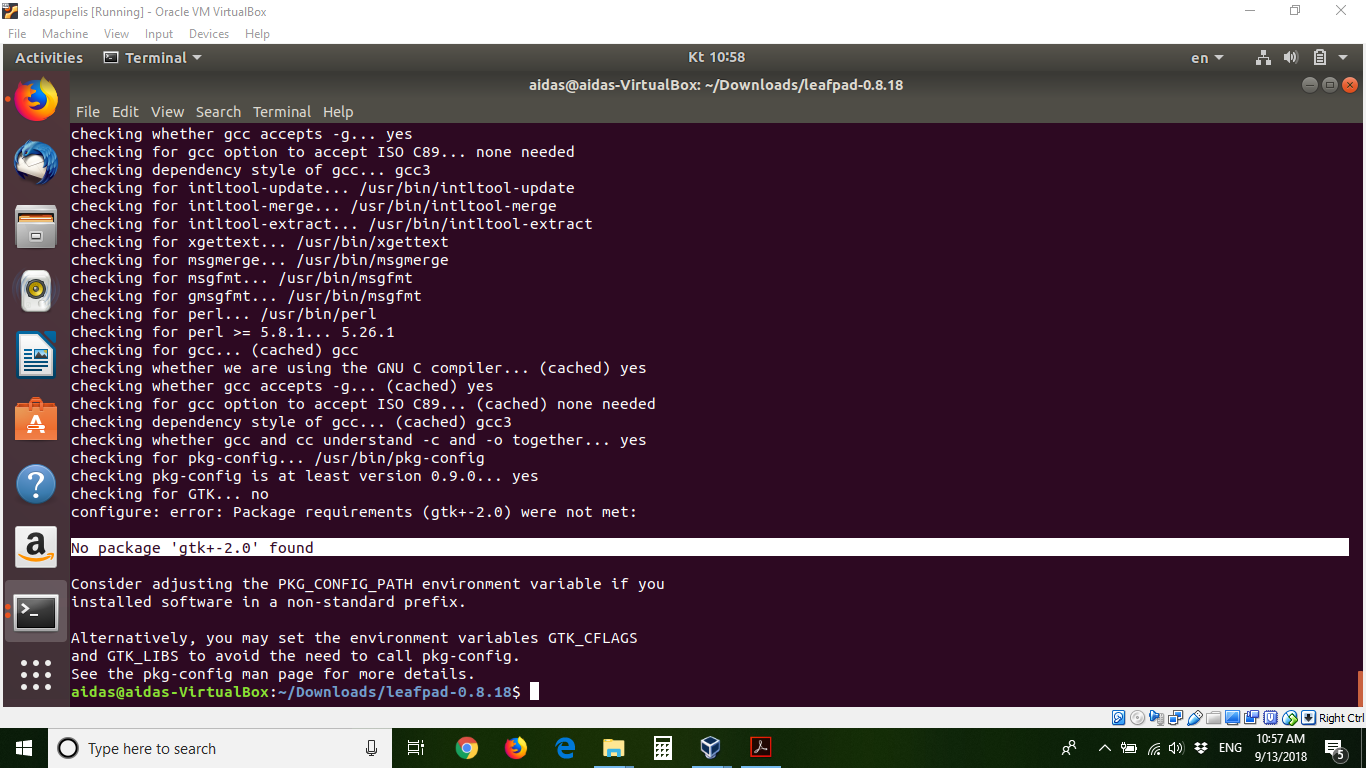 aidaspupelis [Running] - Oracle VM VirtualBox
File Machine View Input Devices Help
Activities Terminal Kt 10:58 en
aidas@aidas-VirtualBox: ~/Downloads/leafpad-0.8.18
File Edit View Search Terminal Help
checking whether gcc accepts -g... yes
checking for gcc option to accept ISO C89... none needed
checking dependency style of gcc... gcc3
checking for intltool-update... /usr/bin/intltool-update
checking for intltool-merge... /usr/bin/intltool-merge
checking for intltool-extract... /usr/bin/intltool-extract
checking for xgettext... /usr/bin/xgettext
checking for msgmerge... /usr/bin/msgmerge
checking for msgfmt... /usr/bin/msgfmt
checking for gmsgfmt... /usr/bin/msgfmt
checking for perl... /usr/bin/perl
checking for perl >= 5.8.1... 5.26.1
checking for gcc... (cached) gcc
checking whether we are using the GNU C compiler... (cached) yes
checking whether gcc accepts -g... (cached) yes
checking for gcc option to accept ISO C89... (cached) none needed
checking dependency style of gcc... (cached) gcc3
checking whether gcc and cc understand -c and -o together... yes
checking for pkg-config... /usr/bin/pkg-config
checking pkg-config is at least version 0.9.0... yes
checking for GTK... no
configure: error: Package requirements (gtk+-2.0) were not met:
No package 'gtk+-2.0' found
Consider adjusting the PKG_CONFIG_PATH environment variable if you
installed software in a non-standard prefix.
Alternatively, you may set the environment variables GTK_CFLAGS
and GTK_LIBS to avoid the need to call pkg-config.
See the pkg-config man page for more details.
aidas@aidas-VirtualBox:~/Downloads/leafpad-0.8.18$
Right Ctrl
Type here to search
ENG
10:57 AM
9/13/2018
5